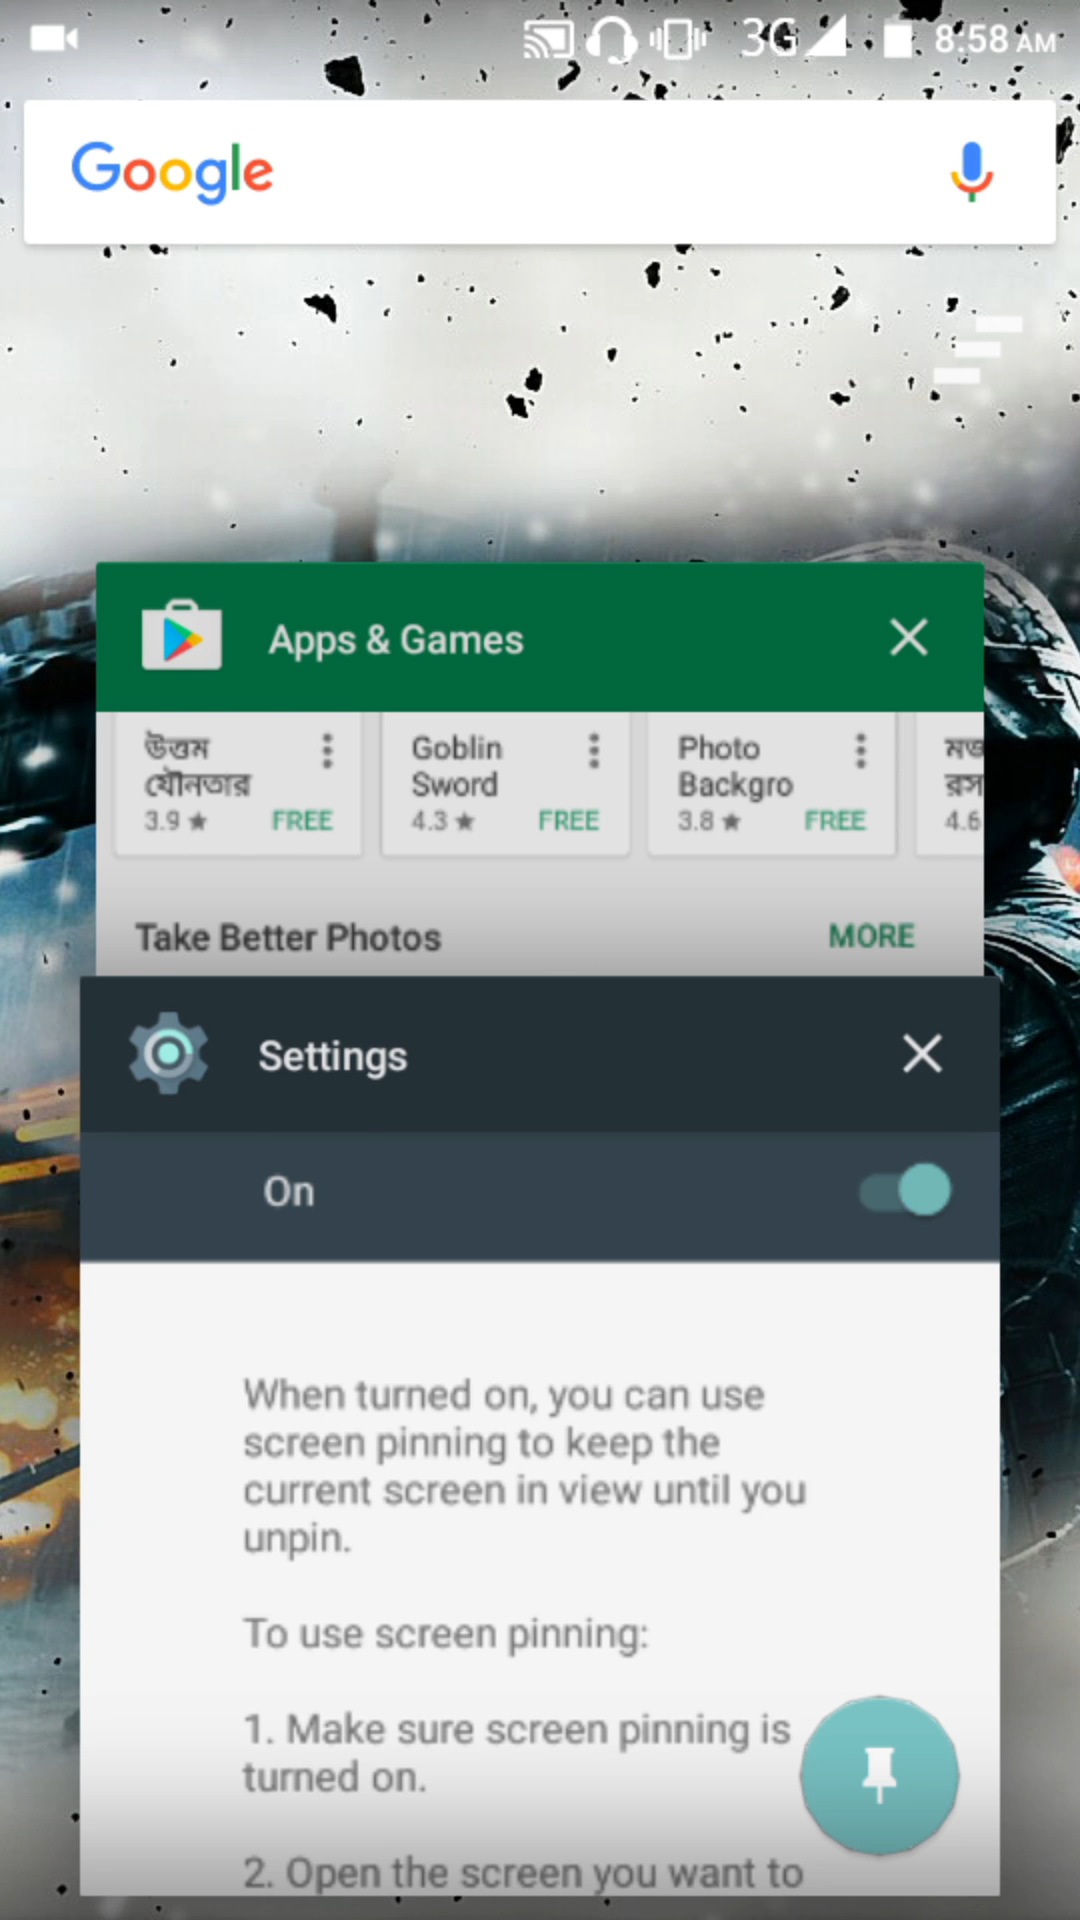 3G 8:58 AM
Google
Apps & Games
উত্তম
যৌনতার
3.9 ★ FREE
Goblin
Sword
4.3 ★ FREE
Photo
Backgro
3.8 ★ FREE
4.6
Take Better Photos MORE
Settings
On
When turned on, you can use
screen pinning to keep the
current screen in view until you
unpin.
To use screen pinning:
1. Make sure screen pinning is
turned on.
2. Open the screen you want to